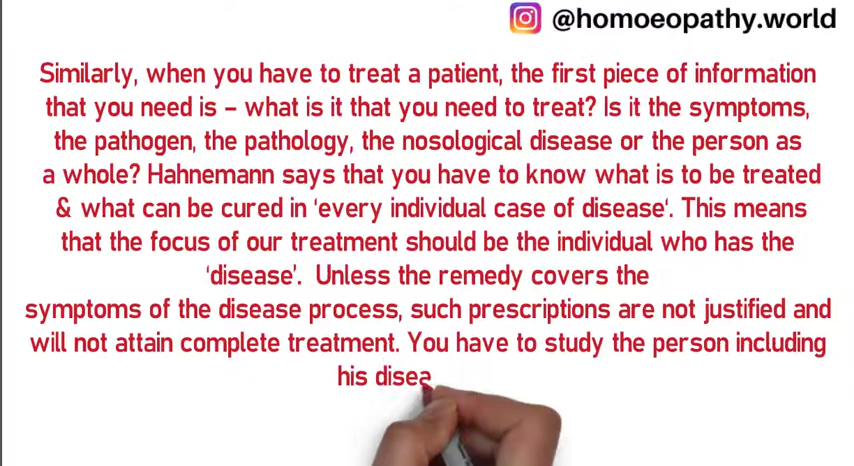 @homoeopathy.world
Similarly, when you have to treat a patient, the first piece of information
that you need is – what is it that you need to treat? Is it the symptoms,
the pathogen, the pathology, the nosological disease or the person as
a whole? Hahnemann says that you have to know what is to be treated
& what can be cured in ‘every individual case of disease‘. This means
that the focus of our treatment should be the individual who has the
‘disease’. Unless the remedy covers the
symptoms of the disease process, such prescriptions are not justified and
will not attain complete treatment. You have to study the person including
his disea